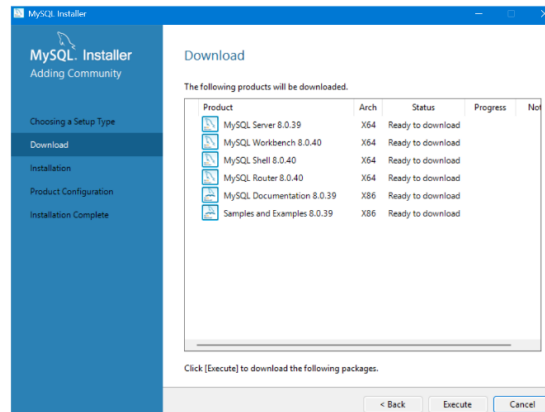 MySQL Installer
MySQL. Installer
Adding Community
Choosing a Setup Type
Download
Installation
Product Configuration
Installation Complete
Download
The following products will be downloaded.
Product Arch Status Progress Not
MySQL Server 8.0.39 X64 Ready to download
MySQL Workbench 8.0.40 X64 Ready to download
MySQL Shell 8.0.40 X64 Ready to download
MySQL Router 8.0.40 X64 Ready to download
MySQL Documentation 8.0.39 X86 Ready to download
Samples and Examples 8.0.39 X86 Ready to download
Click [Execute] to download the following packages.
< Back Execute Cancel